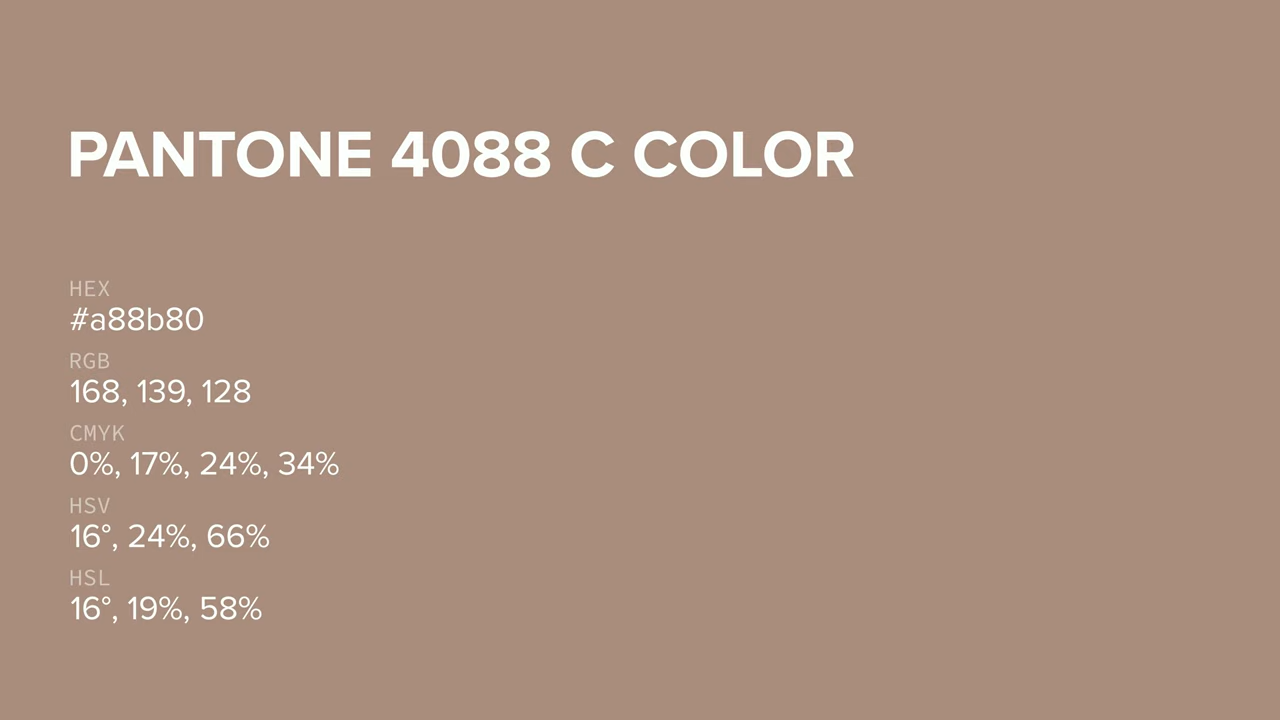 PANTONE 4088 C COLOR
HEX
#a88b80
RGB
168, 139, 128
CMYK
0%, 17%, 24%, 34%
HSV
16°, 24%, 66%
HSL
16°, 19%, 58%